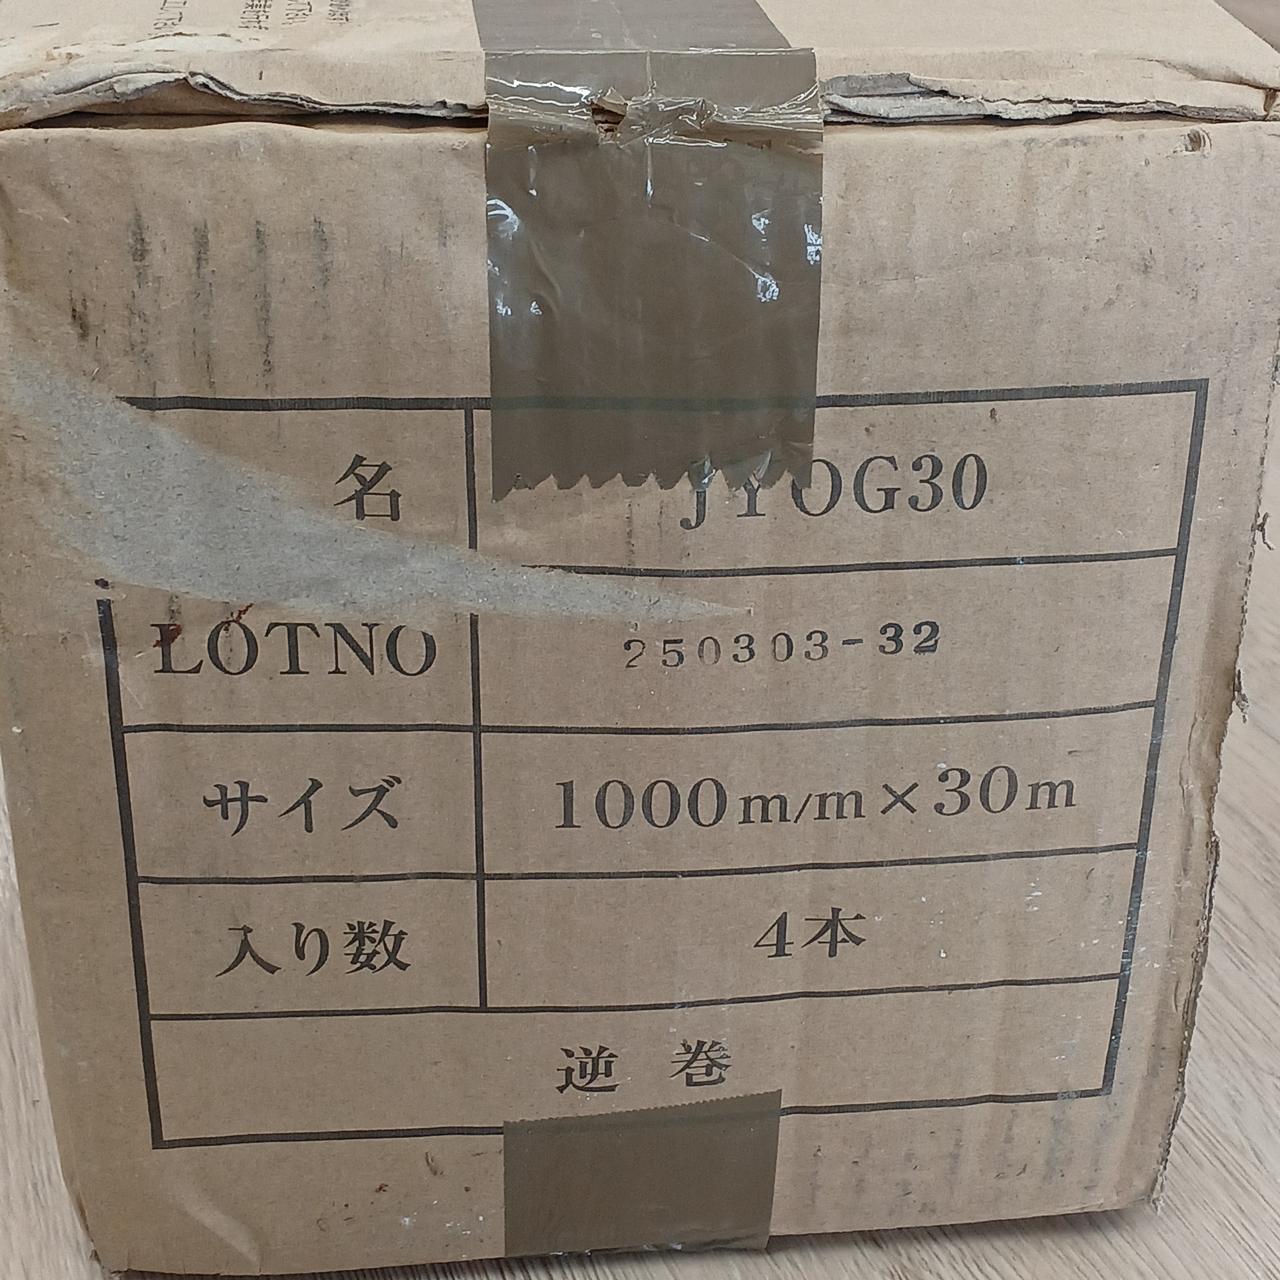 名 JYOG30
LOTNO 250303-32
サイズ 1000m/m×30m
入り数 4本
逆巻